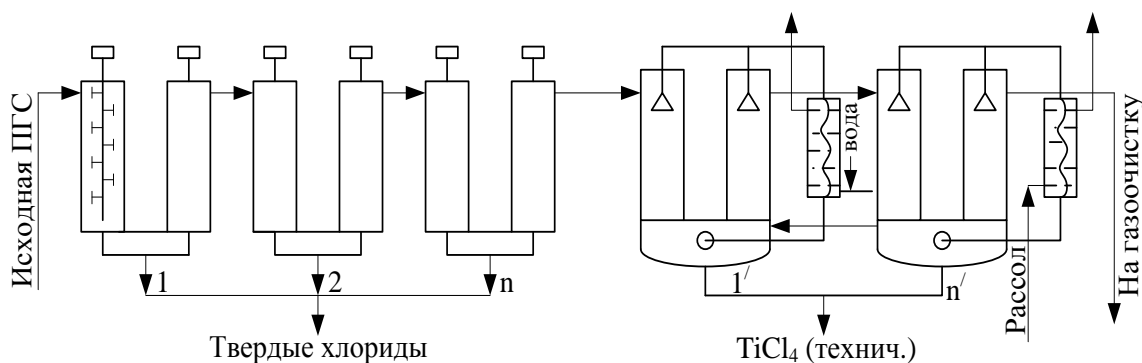 Исходная ПГС
1
2
n
Твердые хлориды
вода
1/
n/
TiCl4 (технич.)
Рассол
На газоочистку